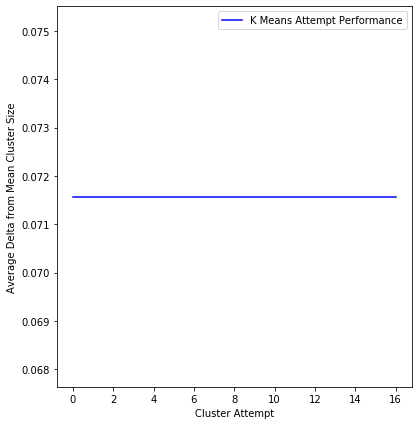 K Means Attempt Performance
Average Delta from Mean Cluster Size
0.075
0.074
0.073
0.072
0.071
0.070
0.069
0.068
0 2 4 6 8 10 12 14 16
Cluster Attempt